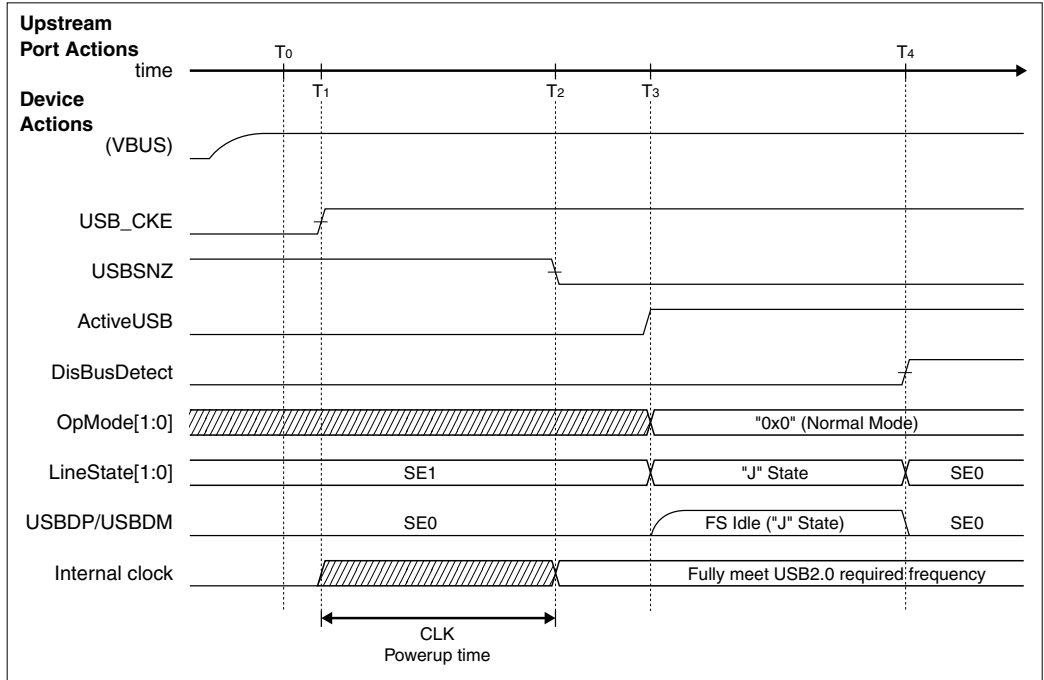 Upstream
Port Actions
time
T0
T4
T1
T2
T3
Device
Actions
(VBUS)
USB_CKE
USBSNZ
ActiveUSB
DisBusDetect
OpMode[1:0]
"0x0" (Normal Mode)
LineState[1:0]
SE1
"J" State
SE0
USBDP/USBDM
SE0
FS Idle ("J" State)
SE0
Internal clock
Fully meet USB2.0 required frequency
CLK
Powerup time